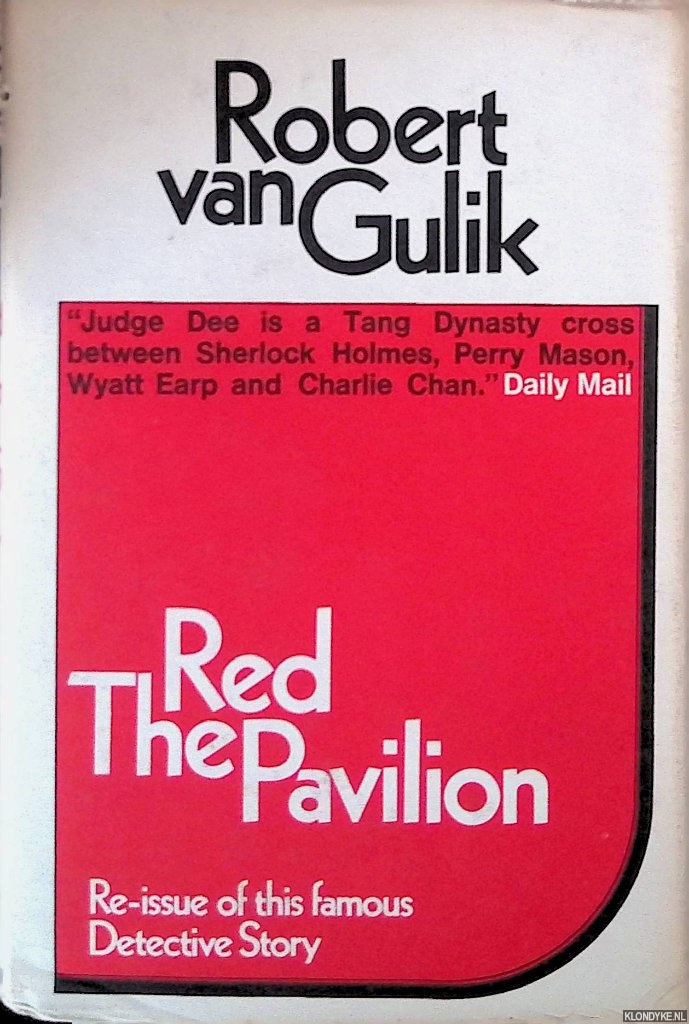 Robert
van Gulik
“Judge Dee is a Tang Dynasty cross
between Sherlock Holmes, Perry Mason,
Wyatt Earp and Charlie Chan.” Daily Mail
The Red
Pavilion
Re-issue of this famous
Detective Story
KLONDYKE.NL